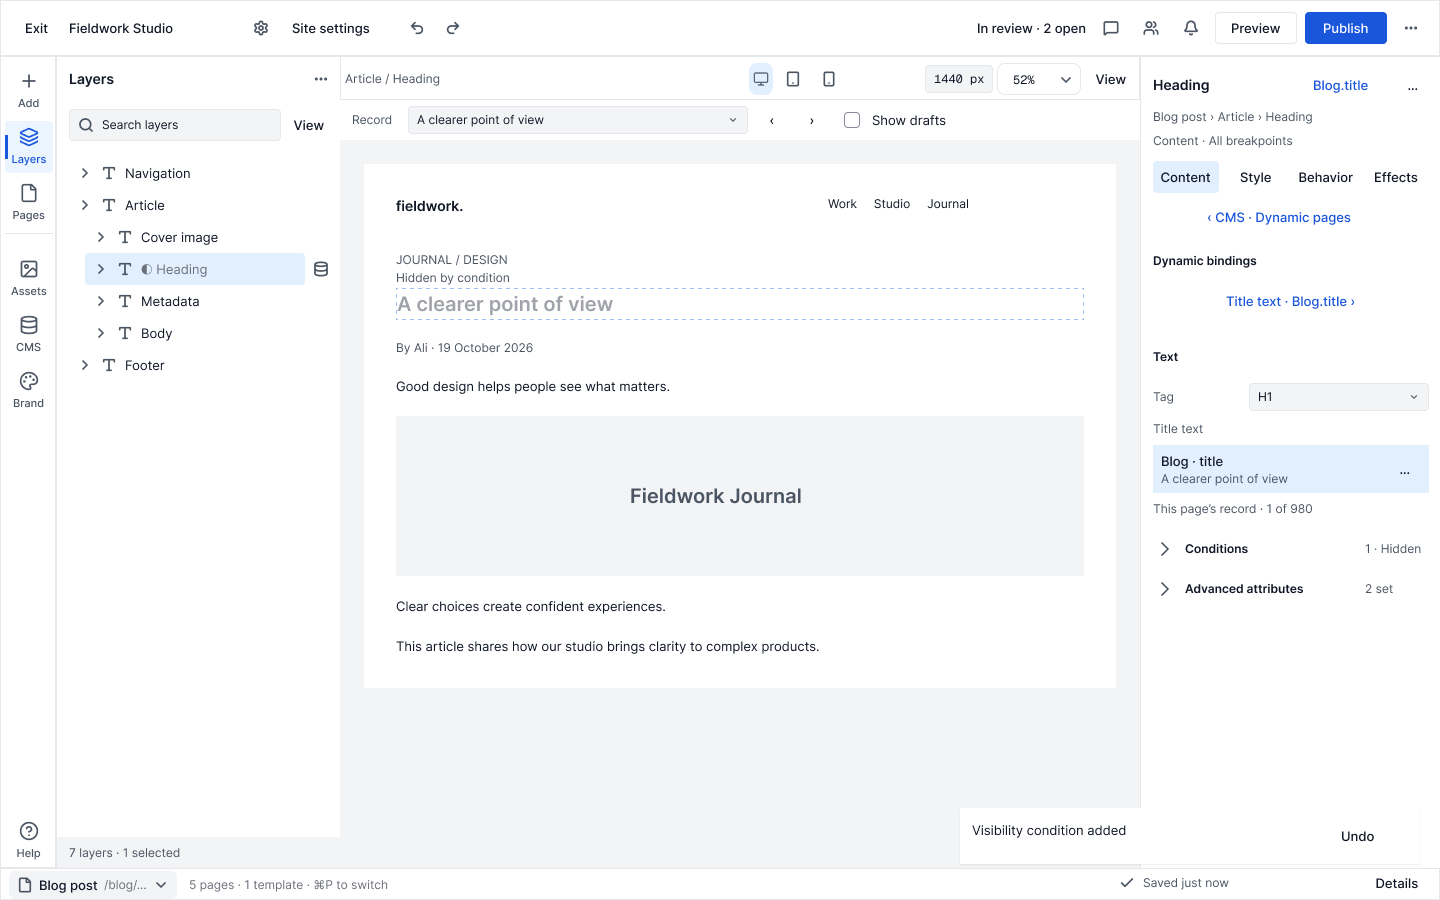 Exit
Fieldwork Studio
Site settings
In review · 2 open
Preview
Publish
Add
Layers
Pages
Assets
CMS
Brand
Help
Layers
Search layers
View
Navigation
Article
Cover image
Heading
Metadata
Body
Footer
7 layers · 1 selected
Article / Heading
1440 px
52%
View
Record
A clearer point of view
‹
›
Show drafts
fieldwork.
Work
Studio
Journal
JOURNAL / DESIGN
Hidden by condition
A clearer point of view
By Ali · 19 October 2026
Good design helps people see what matters.
Fieldwork Journal
Clear choices create confident experiences.
This article shares how our studio brings clarity to complex products.
Heading
Blog.title
...
Blog post › Article › Heading
Content · All breakpoints
Content
Style
Behavior
Effects
‹ CMS · Dynamic pages
Dynamic bindings
Title text · Blog.title ›
Text
Tag
H1
Title text
Blog · title
A clearer point of view
...
This page’s record · 1 of 980
Conditions
1 · Hidden
Advanced attributes
2 set
Visibility condition added
Undo
Blog post
/blog/...
5 pages · 1 template · ⌘P to switch
Saved just now
Details